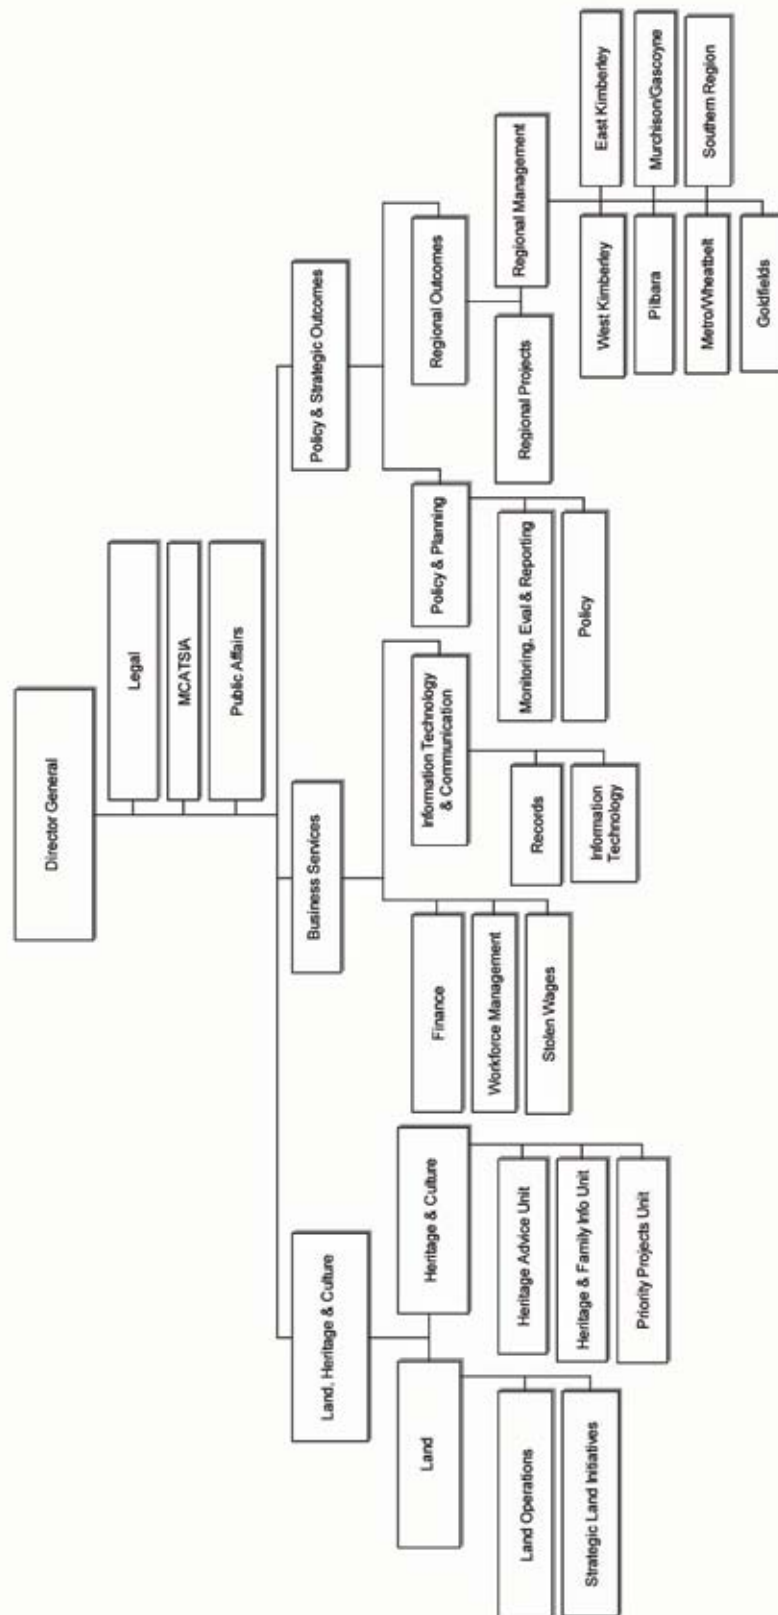 Director General
Legal
MCATSIA
Public Affairs
Land, Heritage & Culture
Business Services
Policy & Strategic Outcomes
Land
Heritage & Culture
Land Operations
Strategic Land Initiatives
Heritage Advice Unit
Heritage & Family Info Unit
Priority Projects Unit
Finance
Workforce Management
Stolen Wages
Information Technology
& Communication
Records
Information
Technology
Policy & Planning
Monitoring, Eval & Reporting
Policy
Regional Outcomes
Regional Projects
Regional Management
West Kimberley
East Kimberley
Pilbara
Murchison/Gascoyne
Metro/Wheatbelt
Southern Region
Goldfields